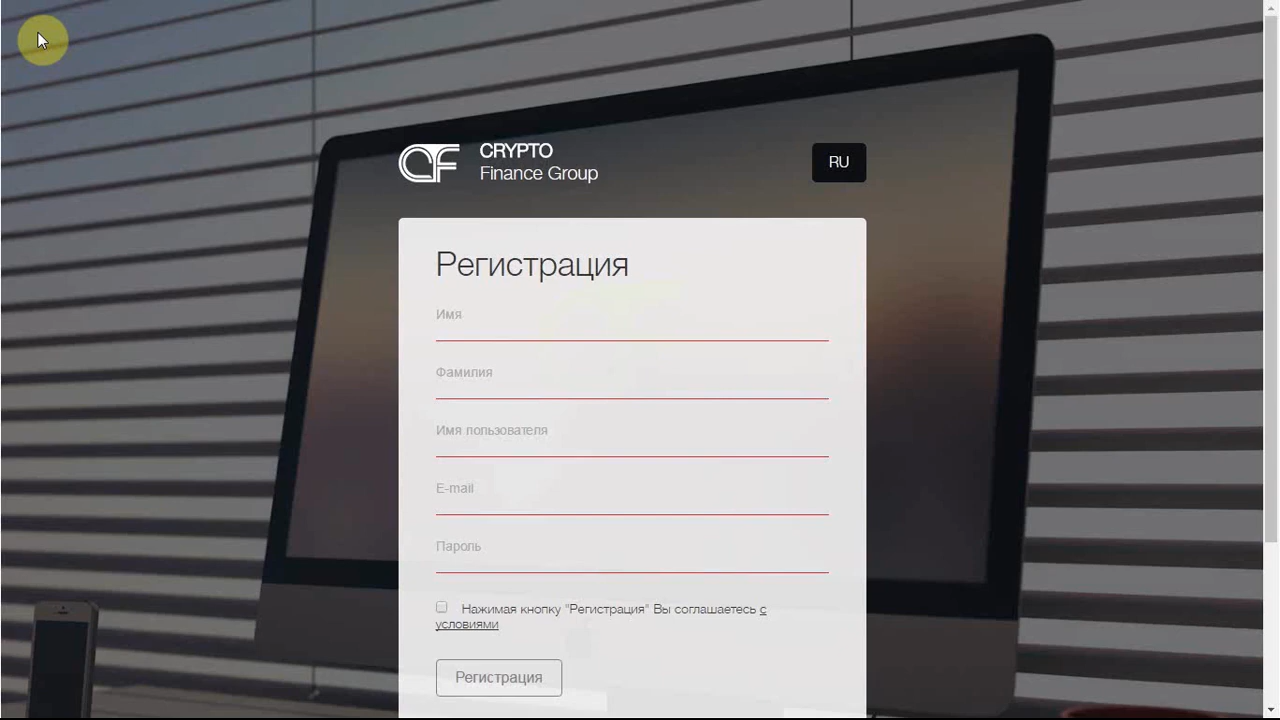 CRYPTO
Finance Group
RU
Регистрация
Имя
Фамилия
Имя пользователя
E-mail
Пароль
Нажимая кнопку "Регистрация" Вы соглашаетесь с
условиями
Регистрация